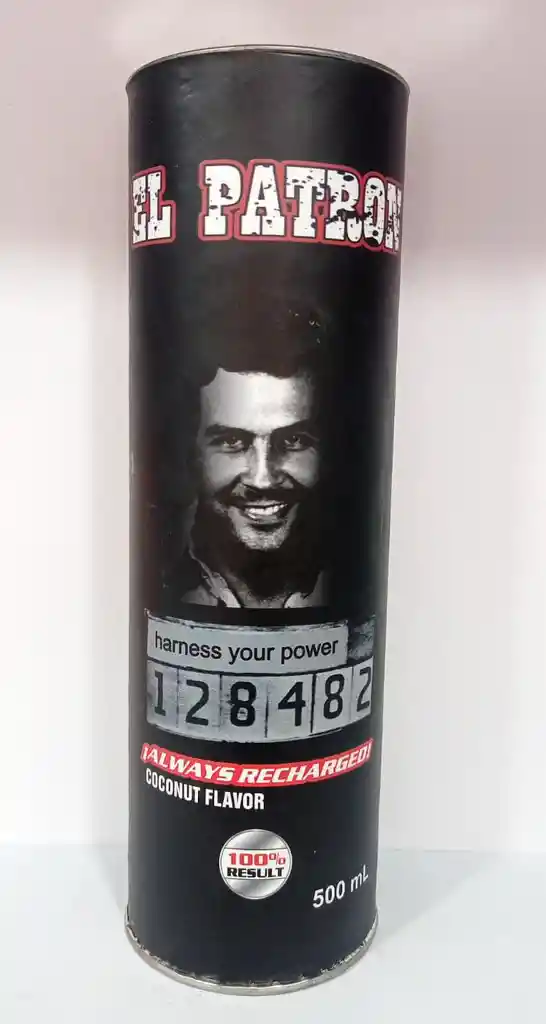 EL PATRON
harness your power
128482
¡ALWAYS RECHARGED!
COCONUT FLAVOR
100%
RESULT
500 mL